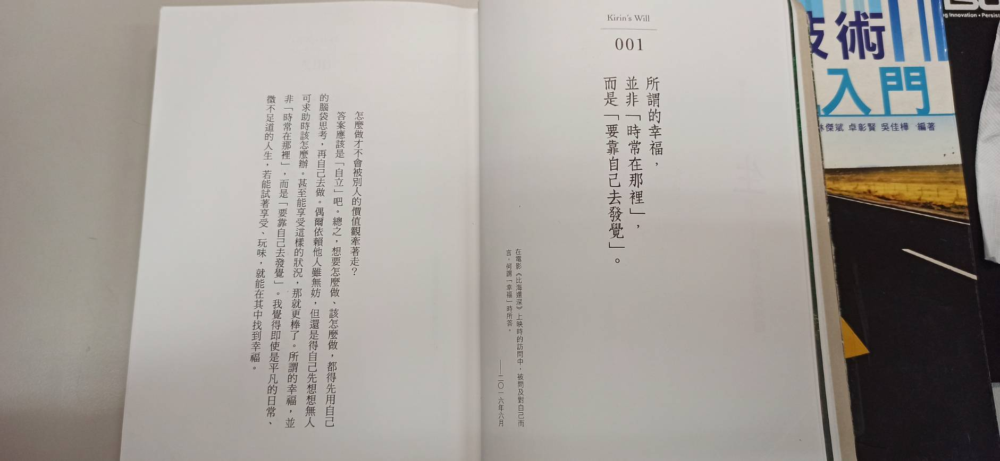 Kirin's Will
001
所謂的幸福，
並非「時常在那裡」，
而是「要靠自己去發覺」。
在電影《比海還深》上映時的訪問中，被問及對自己而
言，何謂「幸福」時所答。
——二〇一六年六月
怎麼做才不會被別人的價值觀牽著走？
答案應該是「自立」吧。總之，想要怎麼做、該怎麼做，都得先用自己
的腦袋思考，再自己去做。偶爾依賴他人雖無妨，但還是得自己先想想無人
可求助時該怎麼辦。甚至能享受這樣的狀況，那就更棒了。所謂的幸福，並
非「時常在那裡」，而是「要靠自己去發覺」。我覺得即使是平凡的日常、
微不足道的人生，若能試著享受、玩味，就能在其中找到幸福。
技術
入門
林傑斌 卓彰賢 吳佳樺 編著
Innovation • Persist